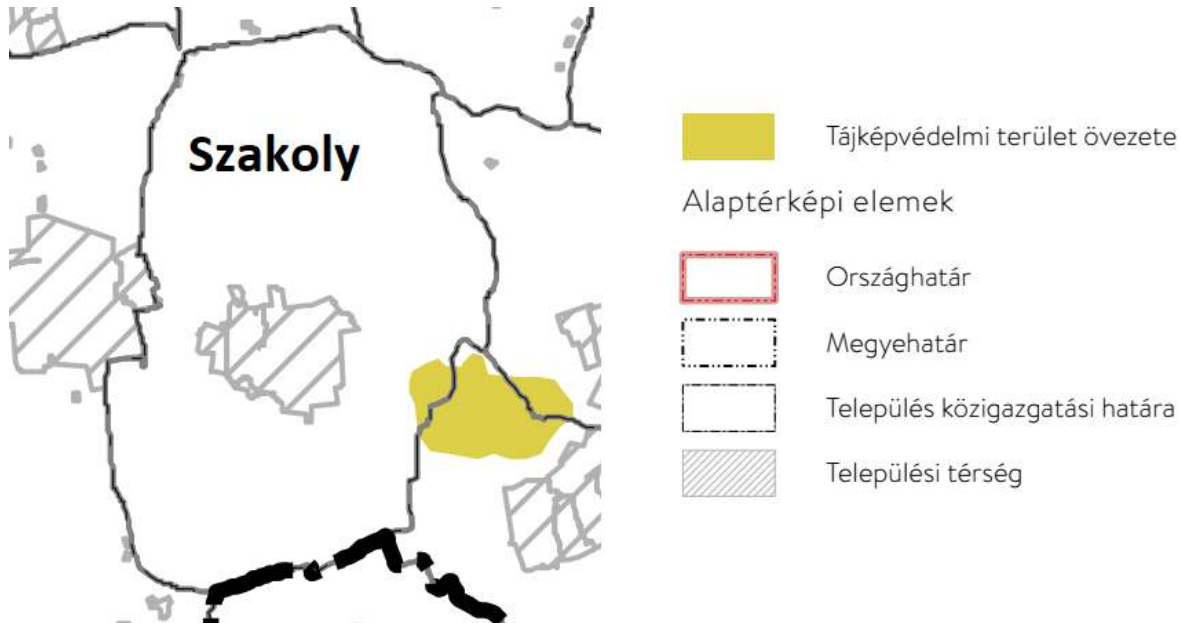 Szakoly
Tájképvédelmi terület övezete
Alaptérképi elemek
Országhatár
Megyehatár
Település közigazgatási határa
Települési térség